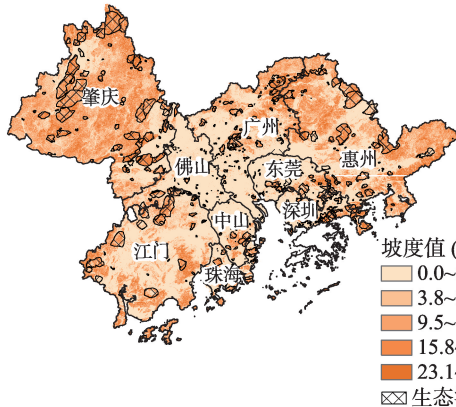 肇庆
广州
佛山
东莞
惠州
中山
深圳
江门
珠海
坡度值 (
0.0~
3.8~
9.5~
15.8~
23.1~
生态